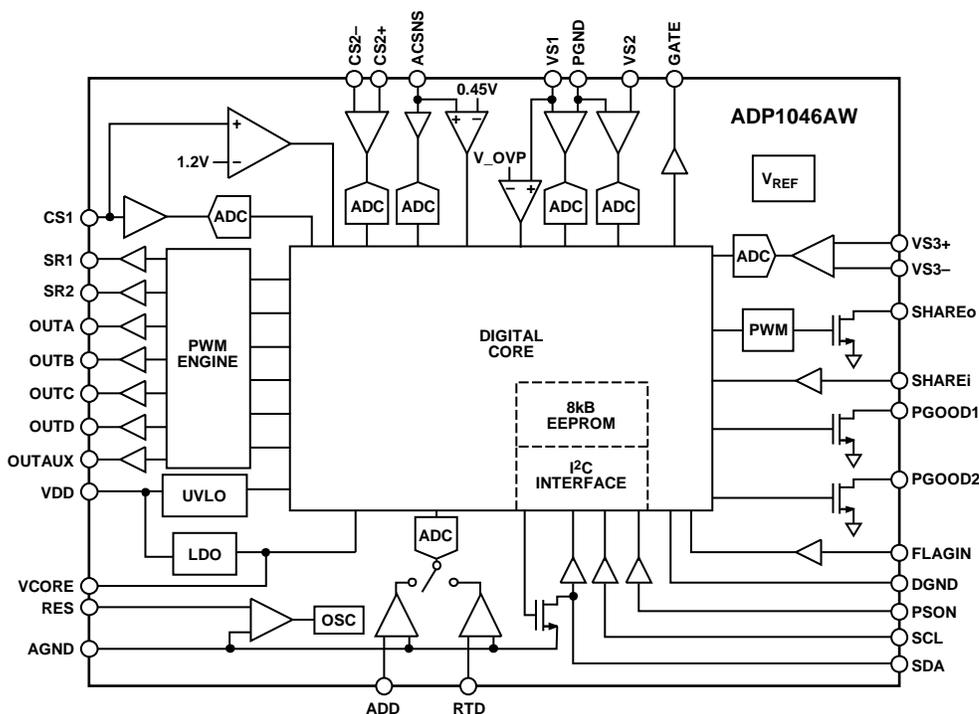 CS2–
CS2+
ACSNS
VS1
PGND
VS2
GATE
0.45V
+
–
ADP1046AW
+
1.2V
–
V_OVP
–
+
VREF
CS1
ADC
ADC
ADC
ADC
ADC
VS3+
ADC
VS3–
SR1
SR2
OUTA
OUTB
OUTC
OUTD
OUTAUX
PWM
ENGINE
DIGITAL
CORE
8kB
EEPROM
I2C
INTERFACE
PWM
SHAREo
SHAREi
PGOOD1
PGOOD2
VDD
UVLO
LDO
ADC
FLAGIN
VCORE
DGND
RES
OSC
PSON
AGND
SCL
SDA
ADD
RTD